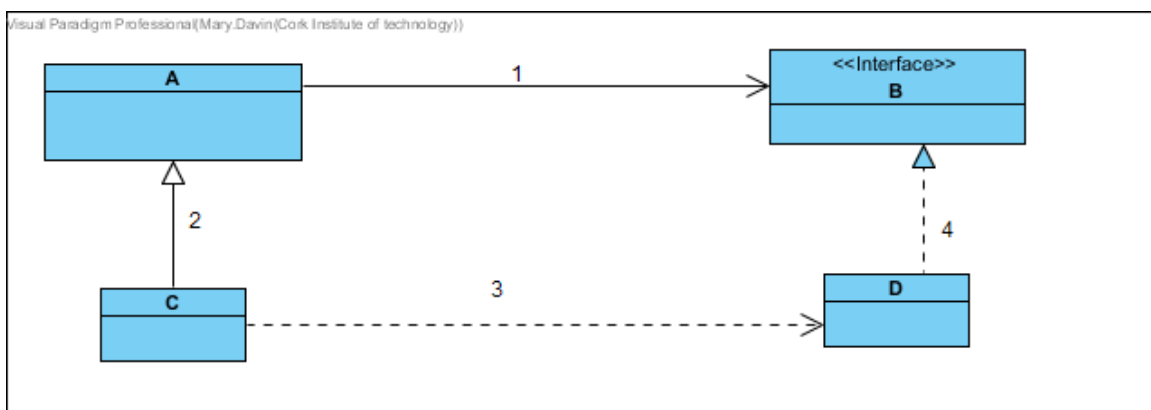 Visual Paradigm Professional(Mary.Davin(Cork Institute of technology))
A
1
<<Interface>>
B
2
4
C
3
D